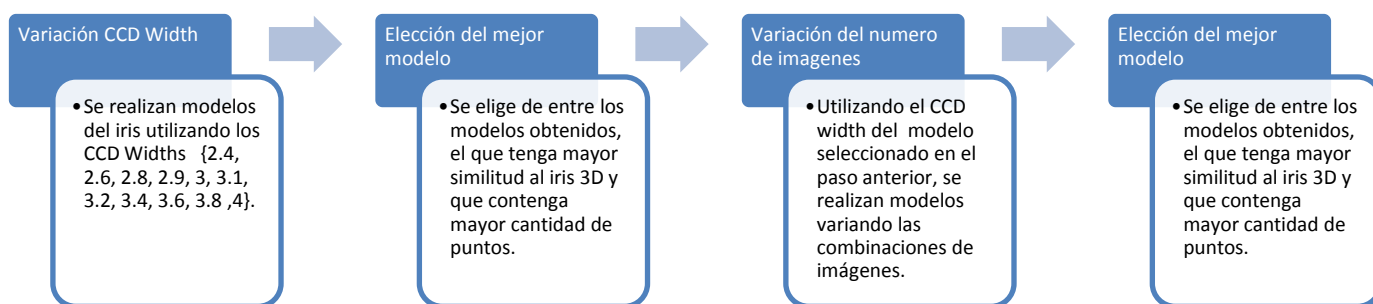 Variación CCD Width
•Se realizan modelos
del iris utilizando los
CCD Widths {2.4,
2.6, 2.8, 2.9, 3, 3.1,
3.2, 3.4, 3.6, 3.8 ,4}.
Elección del mejor
modelo
•Se elige de entre los
modelos obtenidos,
el que tenga mayor
similitud al iris 3D y
que contenga
mayor cantidad de
puntos.
Variación del numero
de imagenes
•Utilizando el CCD
width del modelo
seleccionado en el
paso anterior, se
realizan modelos
variando las
combinaciones de
imágenes.
Elección del mejor
modelo
•Se elige de entre los
modelos obtenidos,
el que tenga mayor
similitud al iris 3D y
que contenga
mayor cantidad de
puntos.